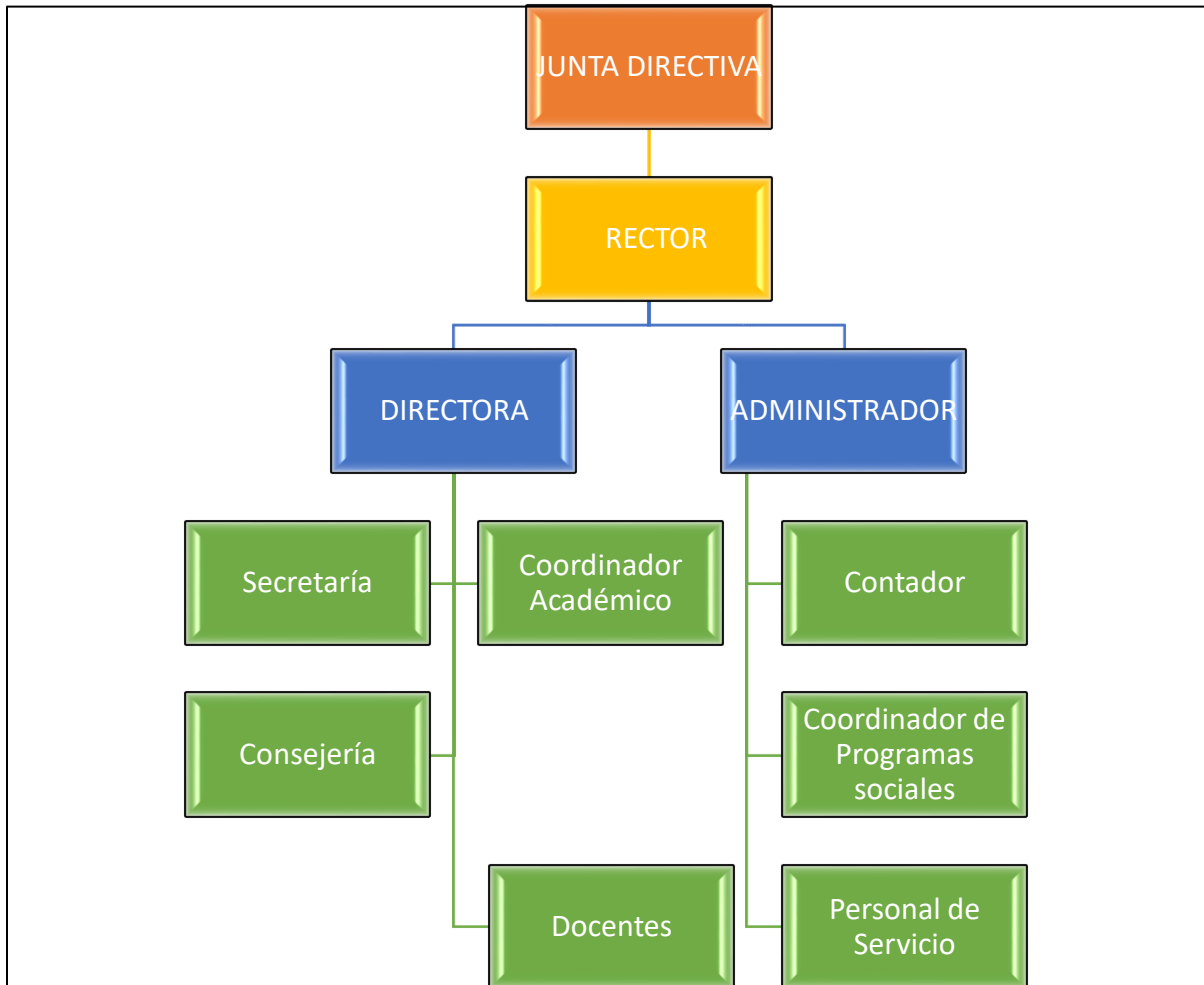 JUNTA DIRECTIVA
RECTOR
DIRECTORA
ADMINISTRADOR
Secretaría
Coordinador
Académico
Contador
Consejería
Coordinador de
Programas
sociales
Docentes
Personal de
Servicio